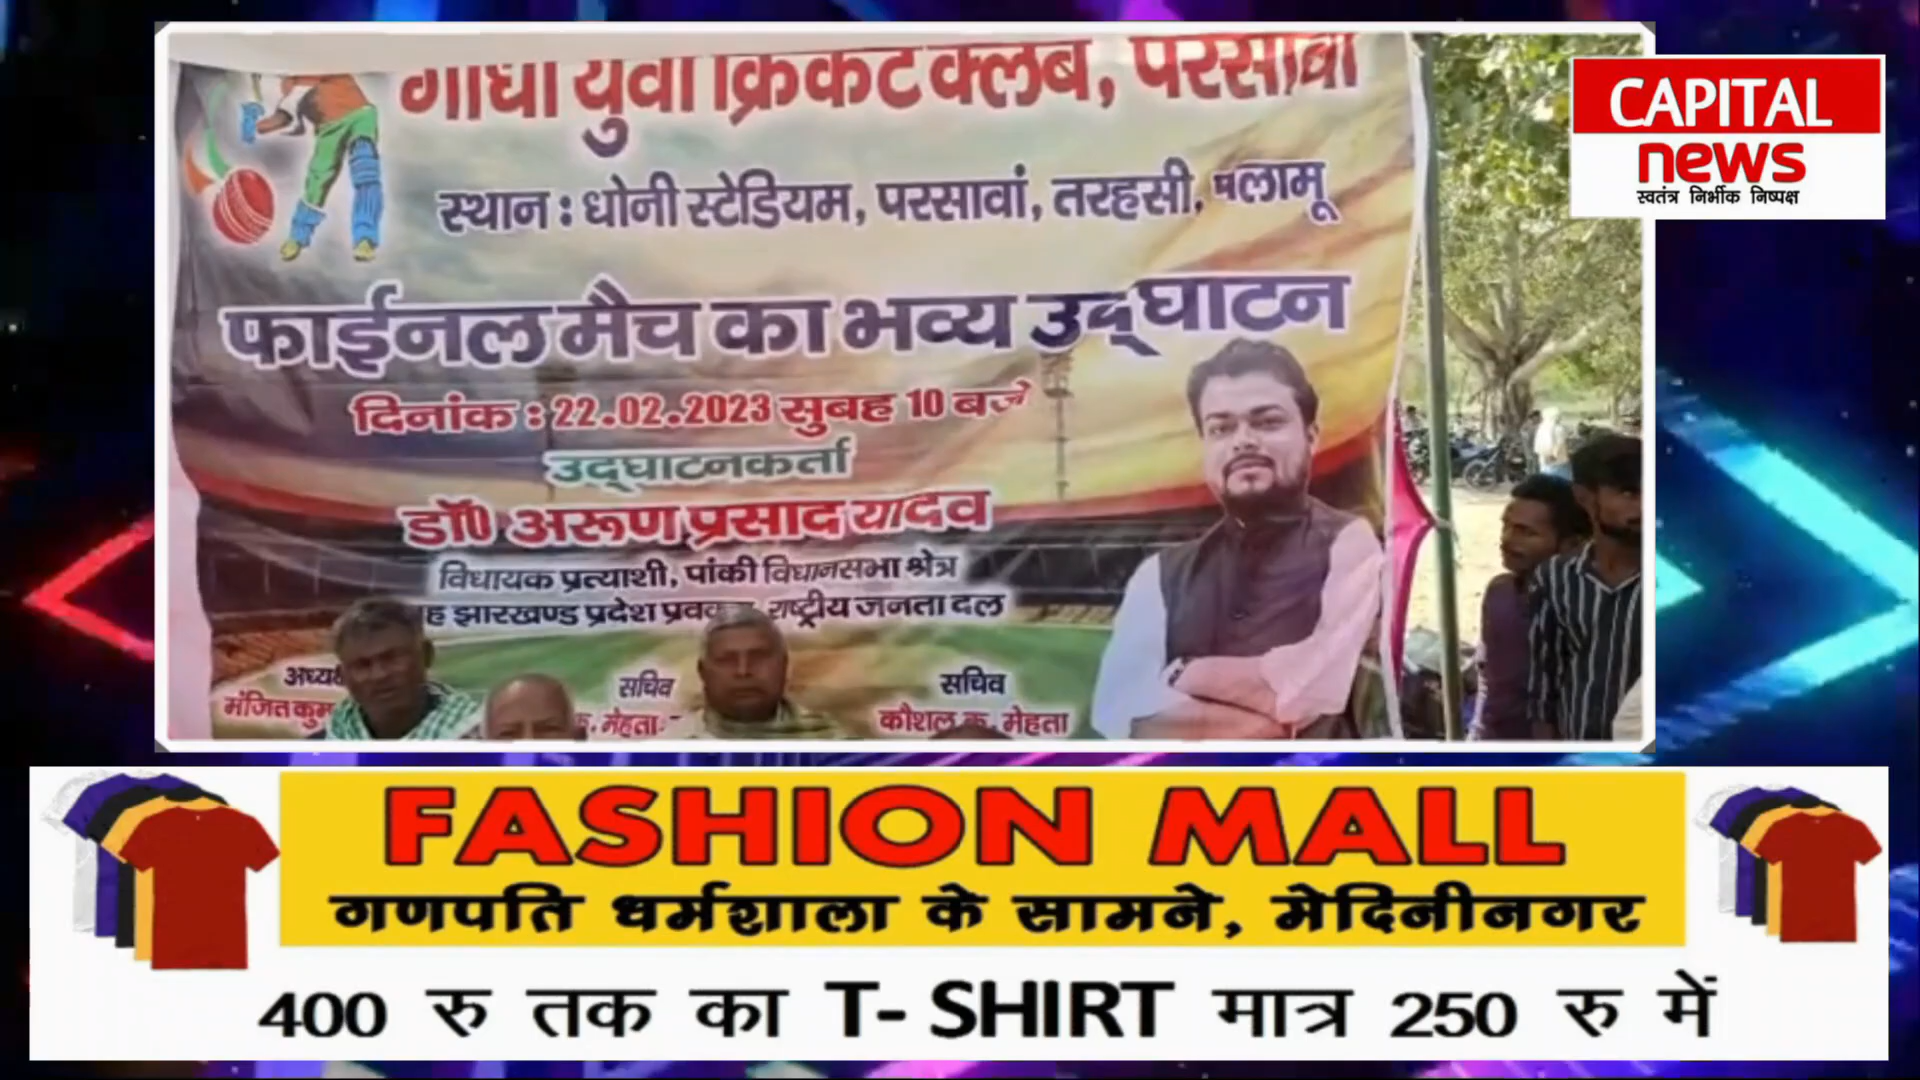 गांधी युवा क्रिकेट क्लब, परसावां
स्थान : धोनी स्टेडियम, परसावां, तरहसी, पलामू
फाईनल मैच का भव्य उद्घाटन
दिनांक : 22.02.2023 सुबह 10 बजे
उद्घाटनकर्ता
डॉ0 अरूण प्रसाद यादव
विधायक प्रत्याशी, पांकी विधानसभा श्रेत्र
ह झारखण्ड प्रदेश राष्ट्रीय जनता दल
सचिव
सचिव
मंजित
कु. मेहता
कौशल कु. मेहता
CAPITAL
news
स्वतंत्र निर्भीक निष्पक्ष
FASHION MALL
गणपति धर्मशाला के सामने, मेदिनीनगर
400 रु तक का T- SHIRT मात्र 250 रु में